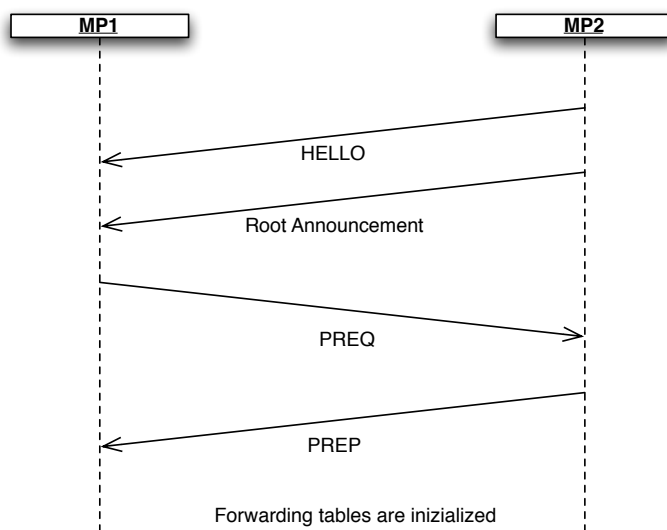 MP1
MP2
HELLO
Root Announcement
PREQ
PREP
Forwarding tables are inizialized